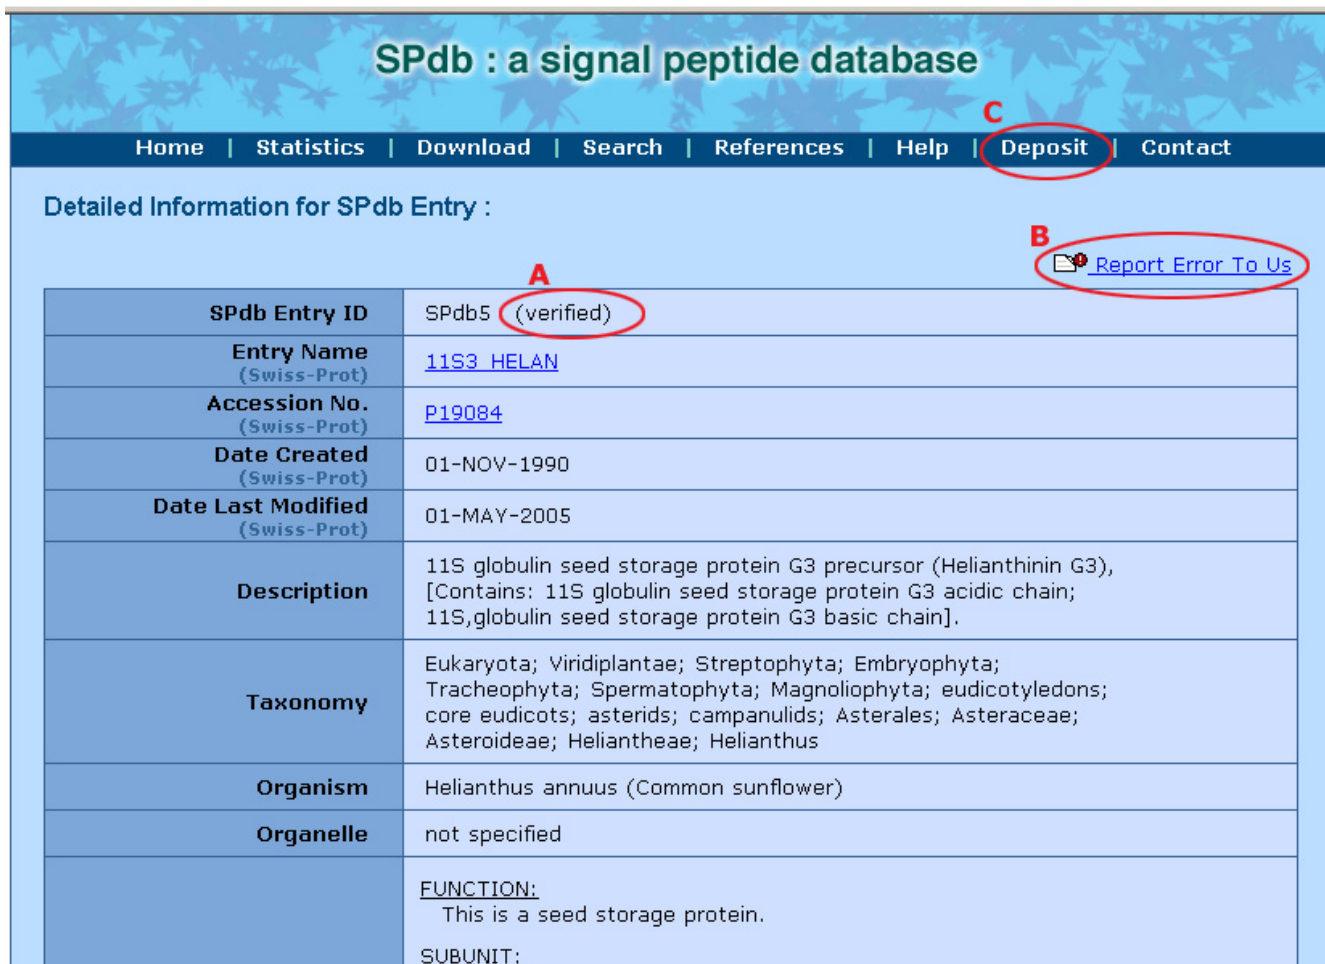 SPdb : a signal peptide database
C
Home | Statistics | Download | Search | References | Help | Deposit | Contact
Detailed Information for SPdb Entry :
B
Report Error To Us
A
SPdb Entry ID SPdb5 (verified)
Entry Name 11S3_HELAN
(Swiss-Prot)
Accession No. P19084
(Swiss-Prot)
Date Created 01-NOV-1990
(Swiss-Prot)
Date Last Modified 01-MAY-2005
(Swiss-Prot)
Description
11S globulin seed storage protein G3 precursor (Helianthinin G3),
[Contains: 11S globulin seed storage protein G3 acidic chain;
11S,globulin seed storage protein G3 basic chain].
Taxonomy
Eukaryota; Viridiplantae; Streptophyta; Embryophyta;
Tracheophyta; Spermatophyta; Magnoliophyta; eudicotyledons;
core eudicots; asterids; campanulids; Asterales; Asteraceae;
Asteroideae; Heliantheae; Helianthus
Organism Helianthus annuus (Common sunflower)
Organelle not specified
FUNCTION:
This is a seed storage protein.
SUBUNIT: